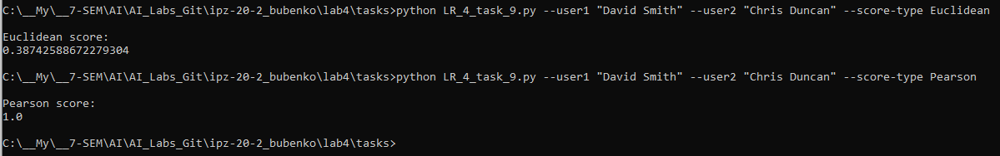 C:\__My\__7-SEM\AI\AI_Labs_Git\ipz-20-2_bubenko\lab4\tasks>python LR_4_task_9.py --user1 "David Smith" --user2 "Chris Duncan" --score-type Euclidean
Euclidean score:
0.38742588672279304
C:\__My\__7-SEM\AI\AI_Labs_Git\ipz-20-2_bubenko\lab4\tasks>python LR_4_task_9.py --user1 "David Smith" --user2 "Chris Duncan" --score-type Pearson
Pearson score:
1.0
C:\__My\__7-SEM\AI\AI_Labs_Git\ipz-20-2_bubenko\lab4\tasks>